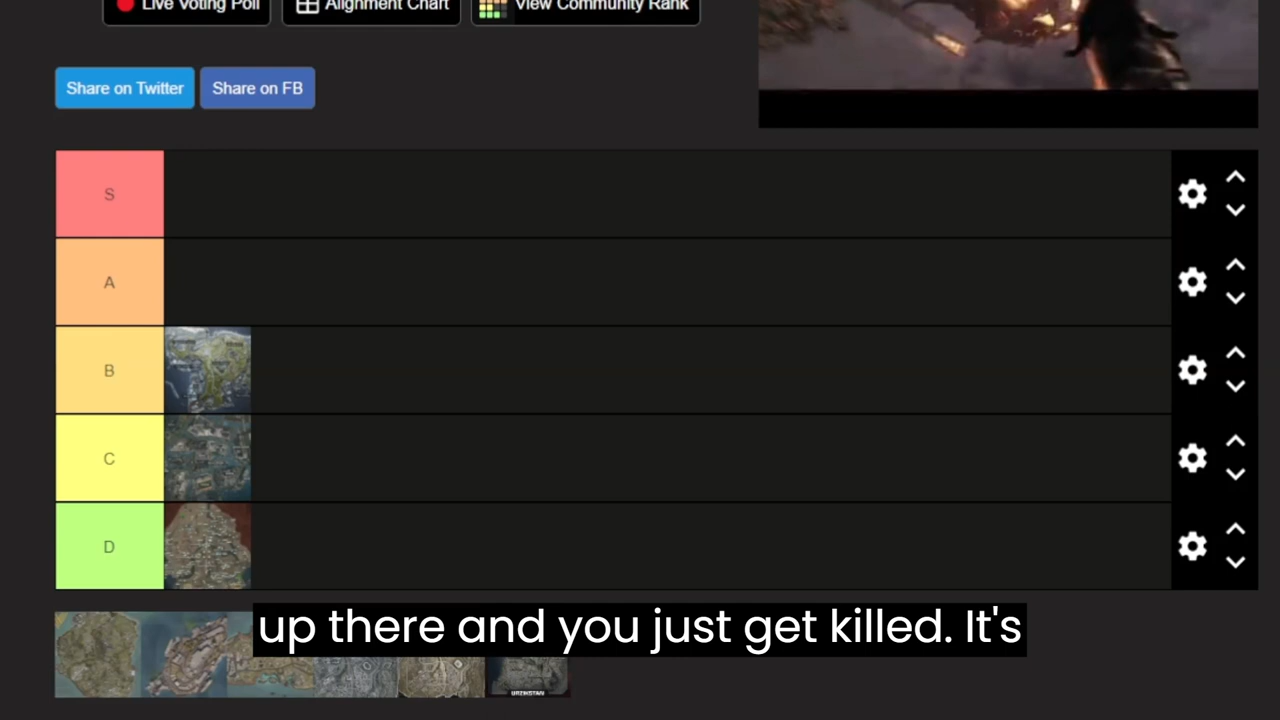 Live Voting Poll
Alignment Chart
View Community Rank
Share on Twitter
Share on FB
S
A
B
C
D
up there and you just get killed. It's
URZIKSTAN